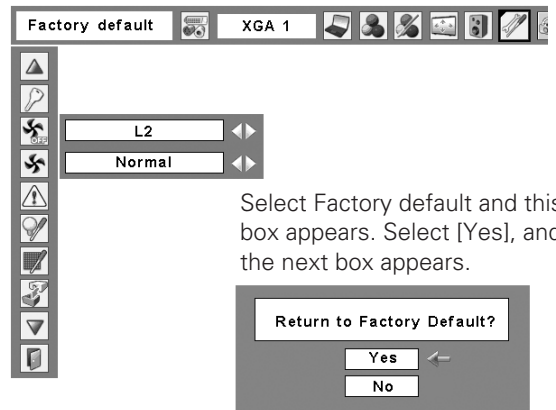 Factory default XGA 1
OFF
L2
Normal
Select Factory default and this
box appears. Select [Yes], and
the next box appears.
Return to Factory Default?
Yes
No